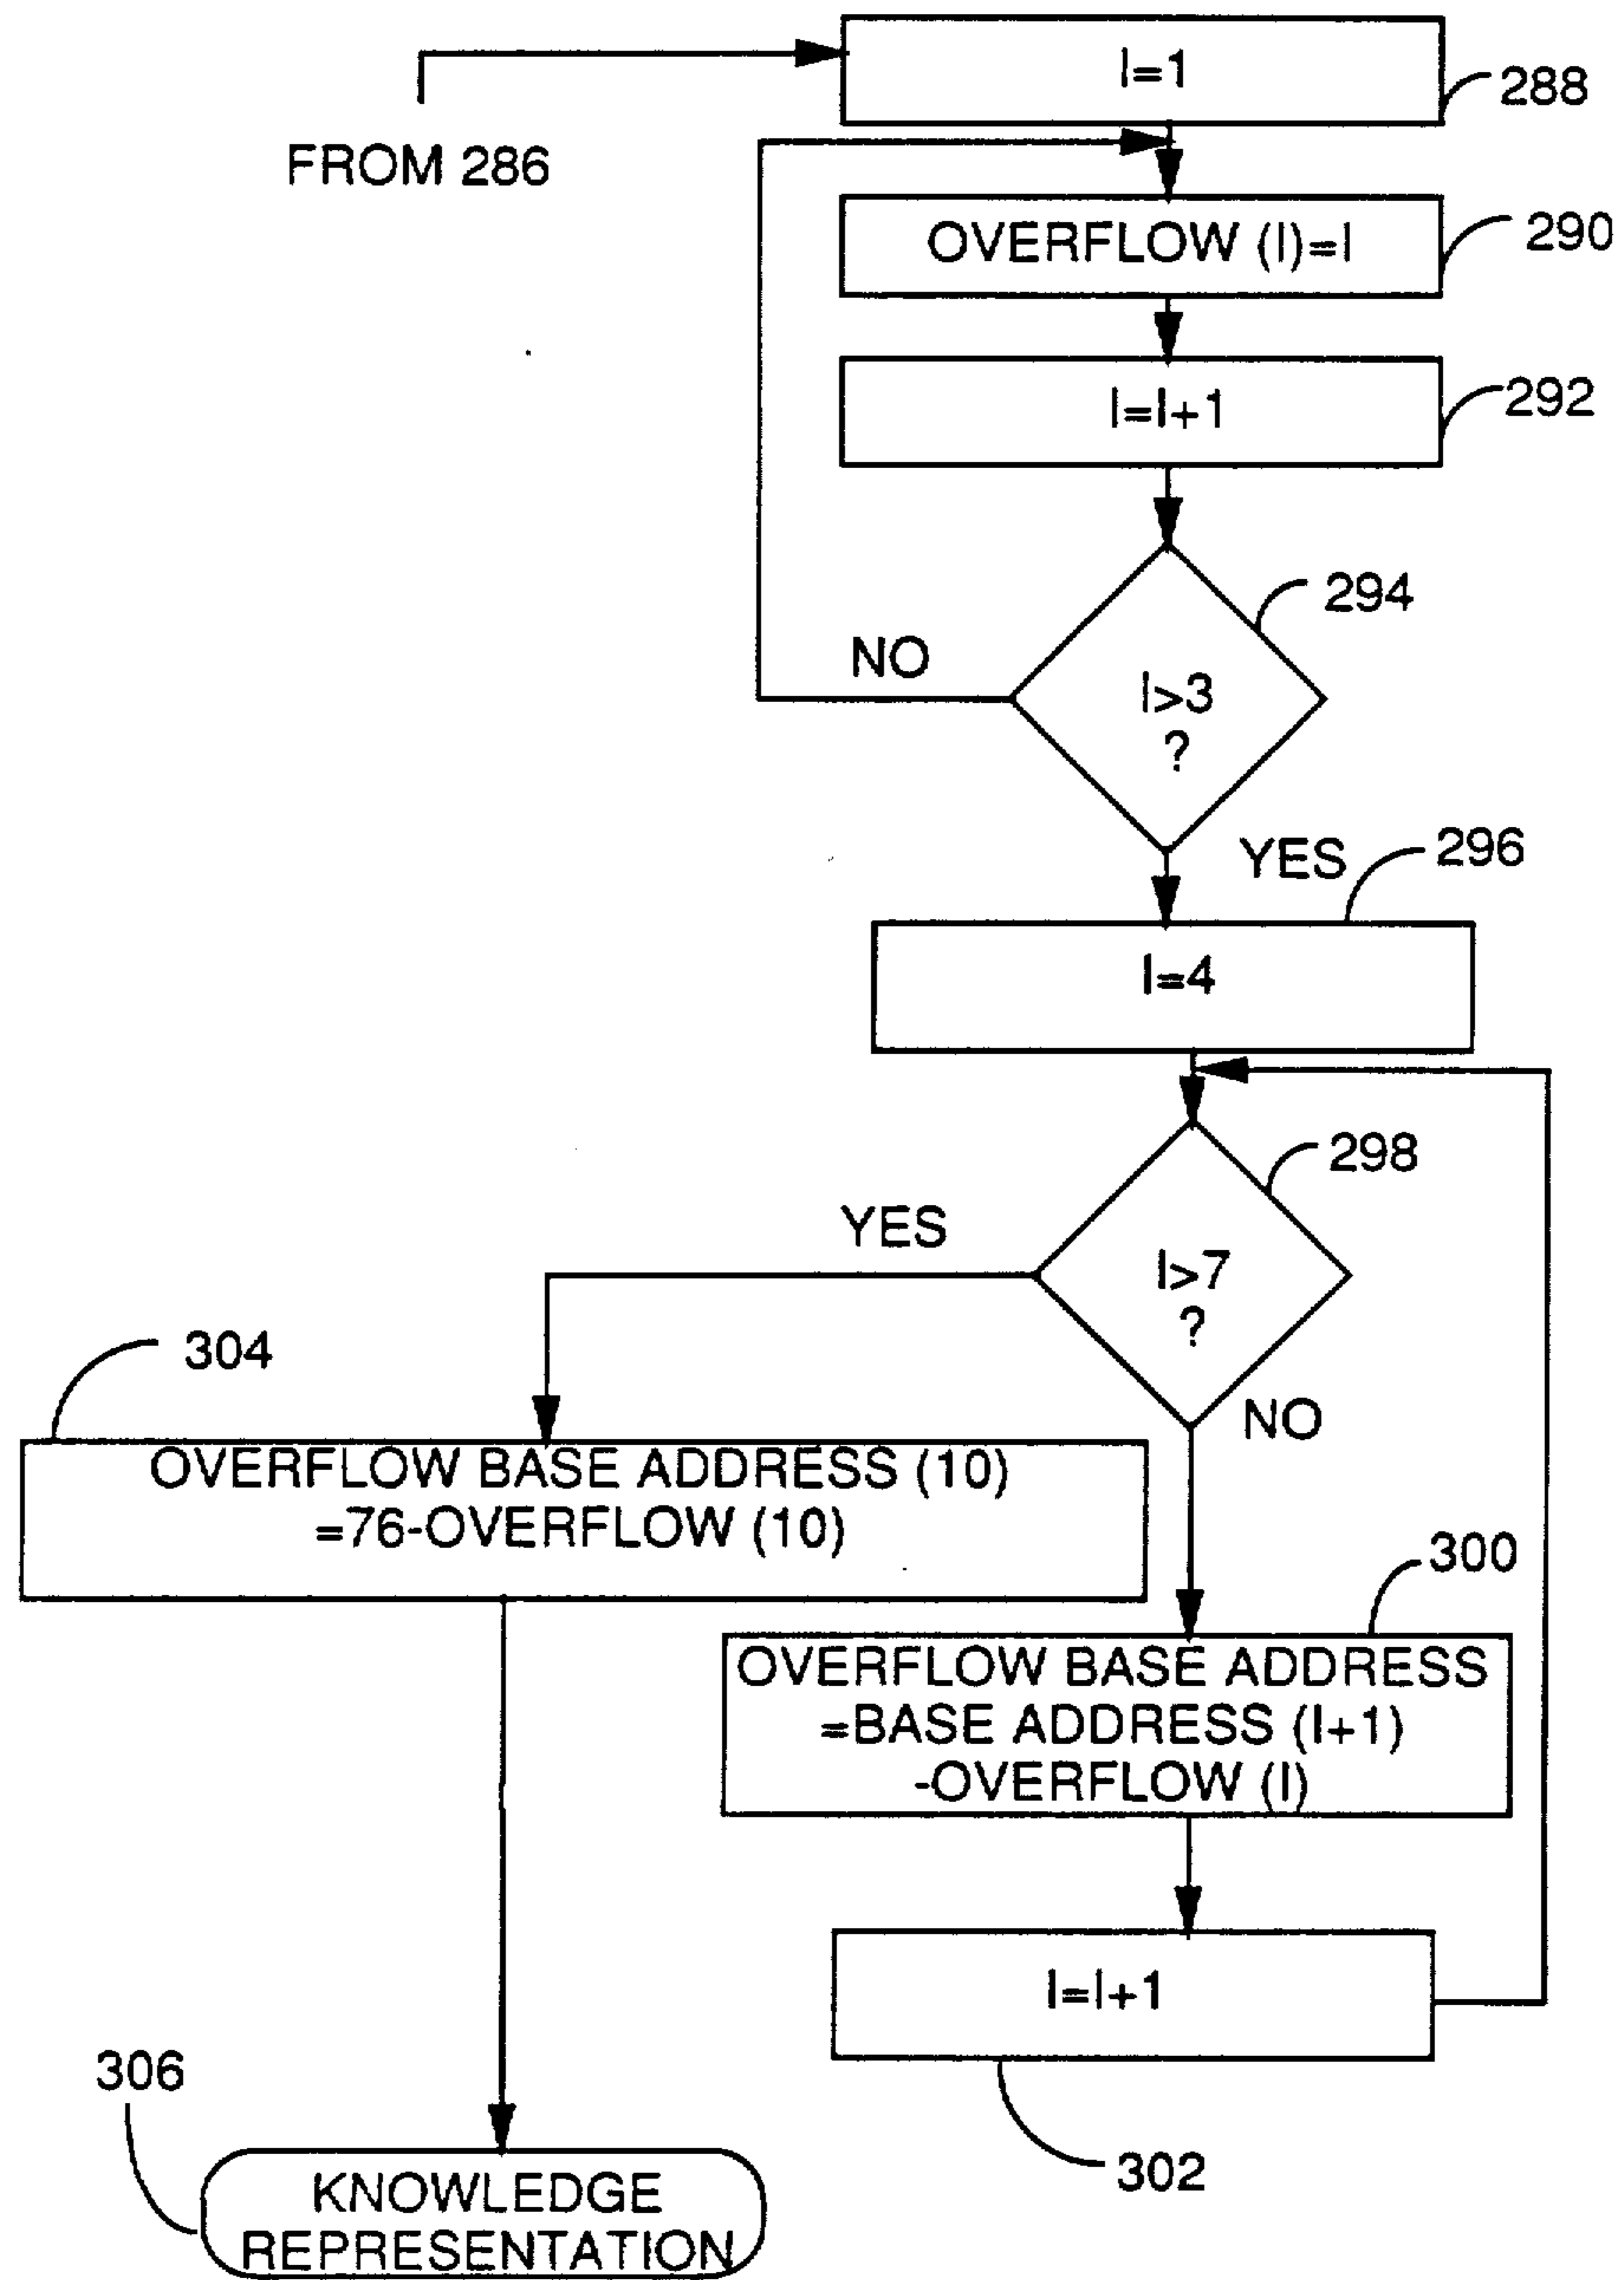 I=1
288
FROM 286
OVERFLOW (I)=I
290
I=I+1
292
294
NO
I>3
?
YES
296
I=4
298
YES
I>7
?
NO
304
OVERFLOW BASE ADDRESS (10)
=76-OVERFLOW (10)
300
OVERFLOW BASE ADDRESS
=BASE ADDRESS (I+1)
-OVERFLOW (I)
I=I+1
302
306
KNOWLEDGE
REPRESENTATION